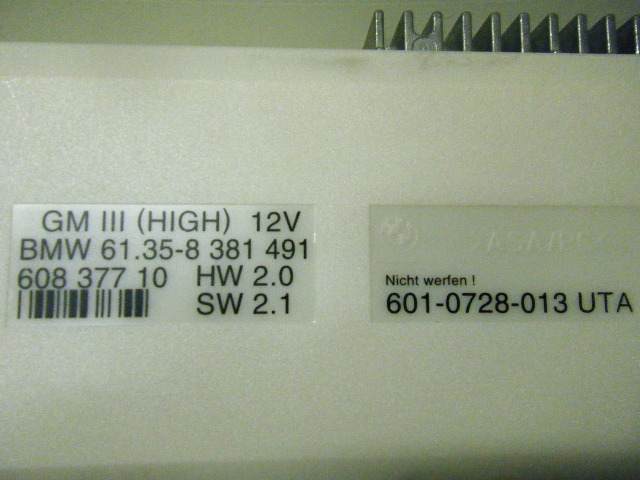 GM III (HIGH) 12V
BMW 61.35-8 381 491
608 377 10 HW 2.0
SW 2.1
Nicht werfen !
601-0728-013 UTA